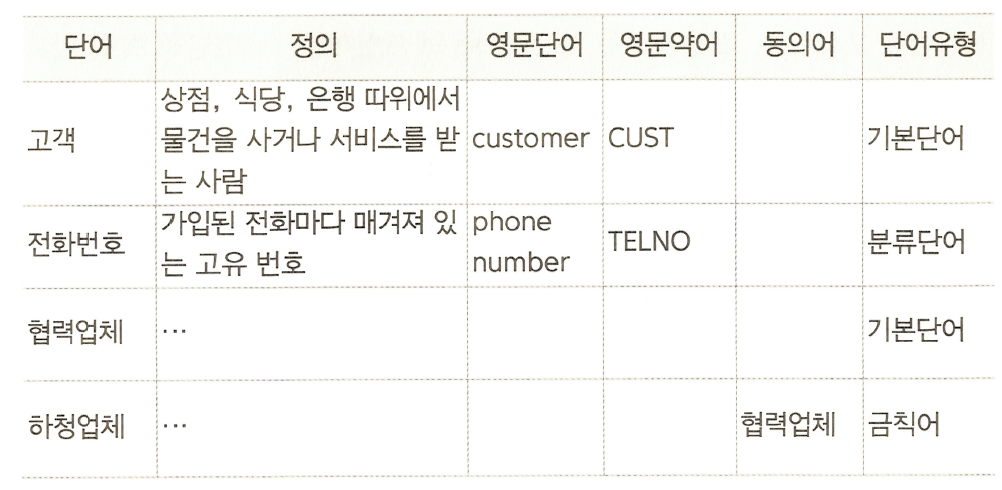 단어 정의 영문단어 영문약어 동의어 단어유형
상점, 식당, 은행 따위에서
고객 물건을 사거나 서비스를 받 customer CUST 기본단어
는 사람
가입된 전화마다 매겨져 있 phone
전화번호 TELNO 분류단어
는 고유 번호 number
협력업체 ··· 기본단어
하청업체 ··· 협력업체 금칙어